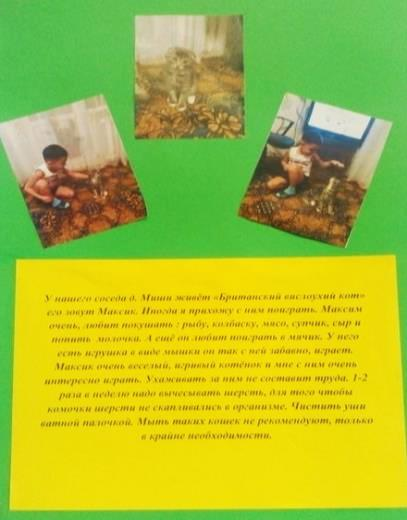 У нашего соседа д. Миши живёт «Британский вислоухий кот»
его зовут Максик. Иногда я прихожу с ним поиграть. Максим
очень, любит покушать : рыбу, колбаску, мясо, супчик, сыр и
попить молочка. А ещё он любит поиграть в мячик. У него
есть игрушка в виде мышки он так с ней забавно, играет.
Максик очень веселый, игривый котёнок и мне с ним очень
интересно играть. Ухаживать за ним не составит труда. 1-2
раза в неделю надо вычесывать шерсть, для того чтобы
комочки шерсти не скапливались в организме. Чистить уши
ватной палочкой. Мыть таких кошек не рекомендуют, только
в крайне необходимости.